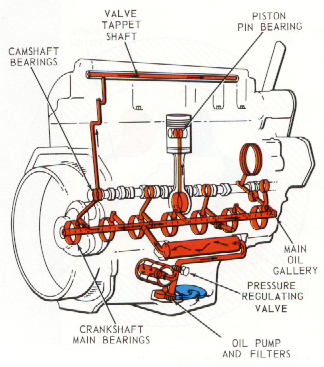 VALVE
TAPPET
SHAFT
PISTON
PIN BEARING
CAMSHAFT
BEARINGS
MAIN
OIL
GALLERY
PRESSURE
REGULATING
VALVE
CRANKSHAFT
MAIN BEARINGS
OIL PUMP
AND FILTERS